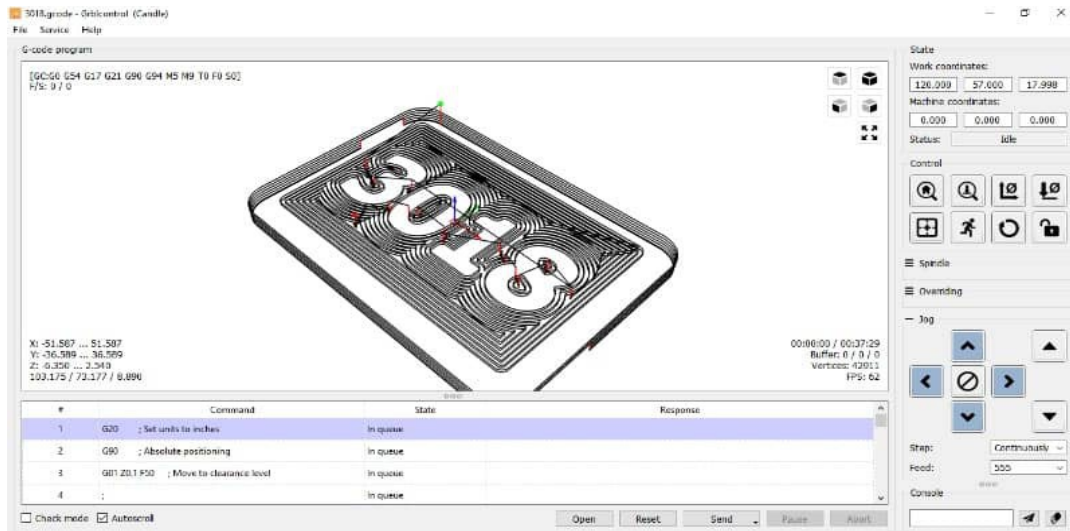 3018.gcode - Grblcontrol (Candle)
File Service Help
G-code program
[GC:G0 G54 G17 G21 G90 G94 M5 M9 T0 F0 S0]
F/S: 0 / 0
3018
X: -51.587 ... 51.587
Y: -36.589 ... 36.589
Z: -6.350 ... 2.540
103.175 / 73.177 / 8.890
00:00:00 / 00:37:29
Buffer: 0 / 0 / 0
Vertices: 42911
FPS: 62
# Command State Response
1 G20 ; Set units to inches In queue
2 G90 ; Absolute positioning In queue
3 G01 Z0.1 F50 ; Move to clearance level In queue
4 ; In queue
Check mode Autoscroll
Open Reset Send Pause Abort
State
Work coordinates:
120.000 57.000 17.998
Machine coordinates:
0.000 0.000 0.000
Status: Idle
Control
Spindle
Overriding
Jog
Step: Continuously
Feed: 555
Console